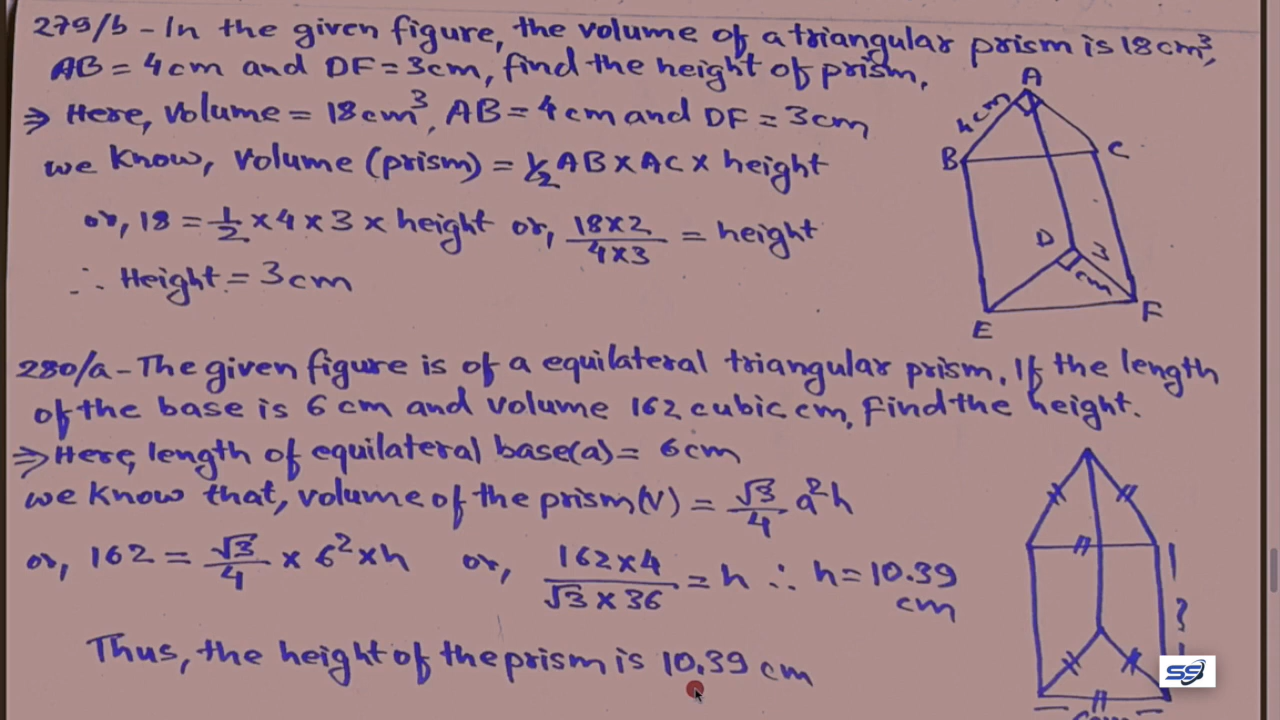 279/b - In the given figure, the volume of a triangular prism is 18cm³,
AB = 4cm and DF = 3cm, find the height of prism.
⇒ Here, Volume = 18cm³, AB = 4cm and DF = 3cm
we know, Volume (prism) = 1/2 AB × AC × height
or, 18 = 1/2 × 4 × 3 × height or, 18×2/4×3 = height
∴ Height = 3cm
A
4cm
B
C
D
3 cm
E
F
280/a - The given figure is of a equilateral triangular prism. If the length
of the base is 6 cm and volume 162 cubic cm, find the height.
⇒ Here, length of equilateral base(a) = 6cm
we know that, volume of the prism(V) = √3/4 a²h
or, 162 = √3/4 × 6² × h or, 162×4/√3×36 = h ∴ h = 10.39
cm
Thus, the height of the prism is 10.39 cm
?
S9